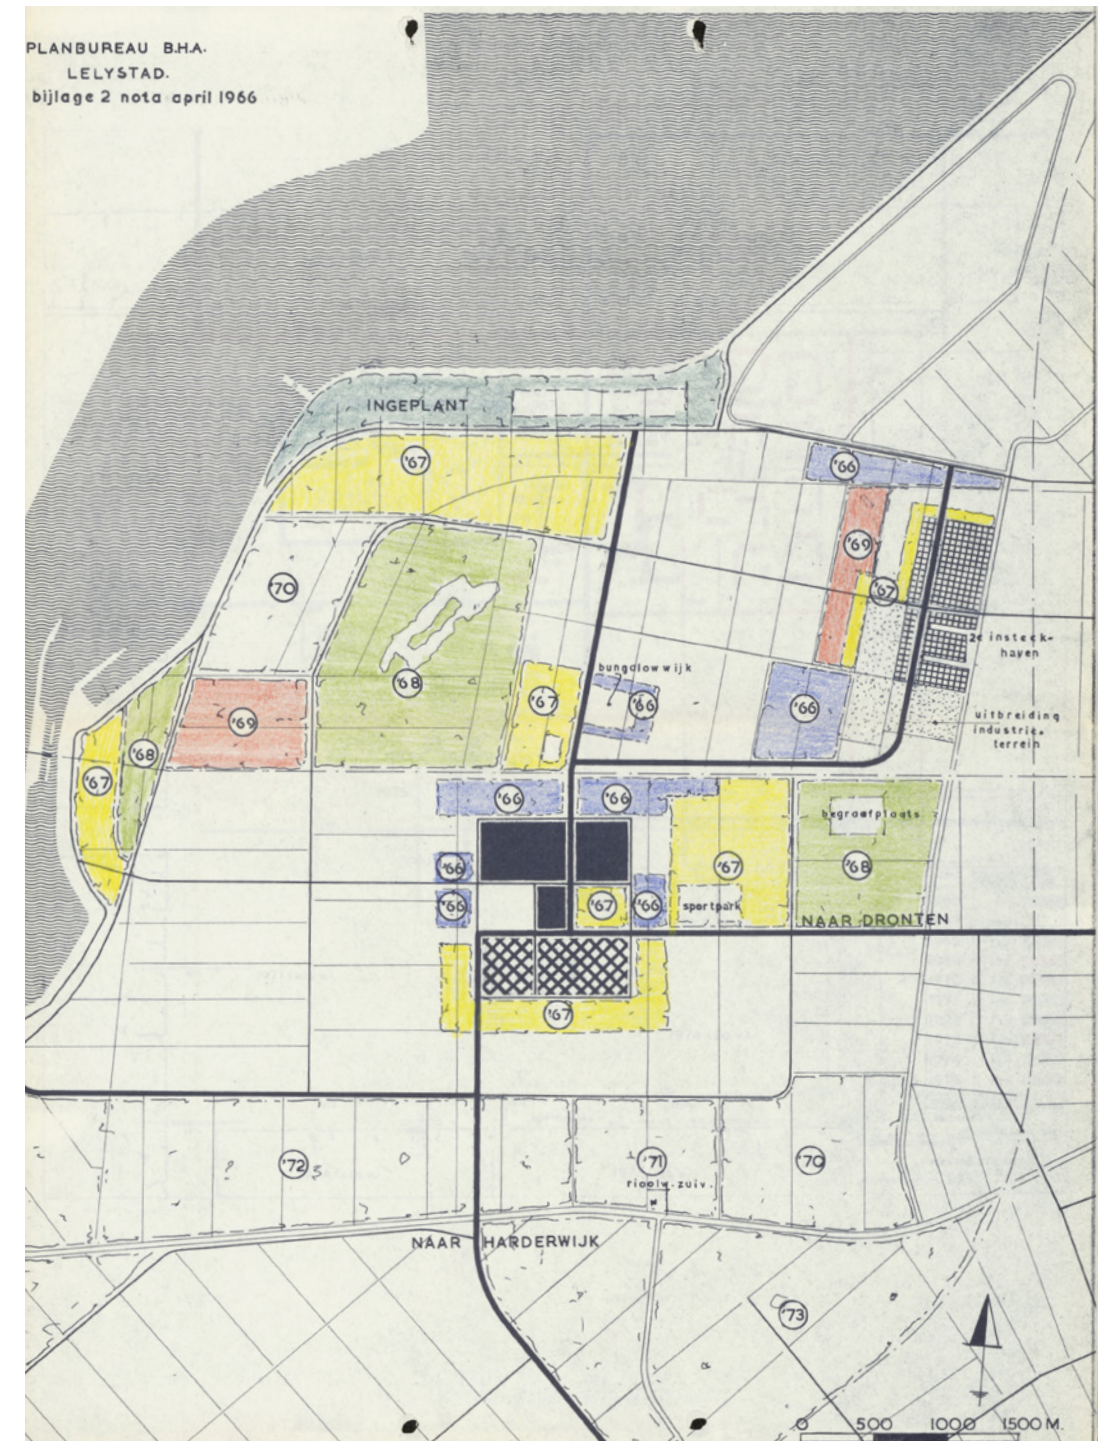 PLANBUREAU B.H.A.
LELYSTAD.
bijlage 2 nota april 1966
INGEPLANT
'67
'66
'69
'67
'70
2e insteek-
haven
bungalowwijk
'68
'67
'66
'66
'69
uitbreiding
industrie.
terrein
'68
'67
'66
'66
begraafplaats
'66
'67
'68
'66
'67
'66
sportpark
NAAR DRONTEN
'67
'72
'71
'70
rioolw.zuiv.
NAAR HARDERWIJK
'73
0 500 1000 1500 M.